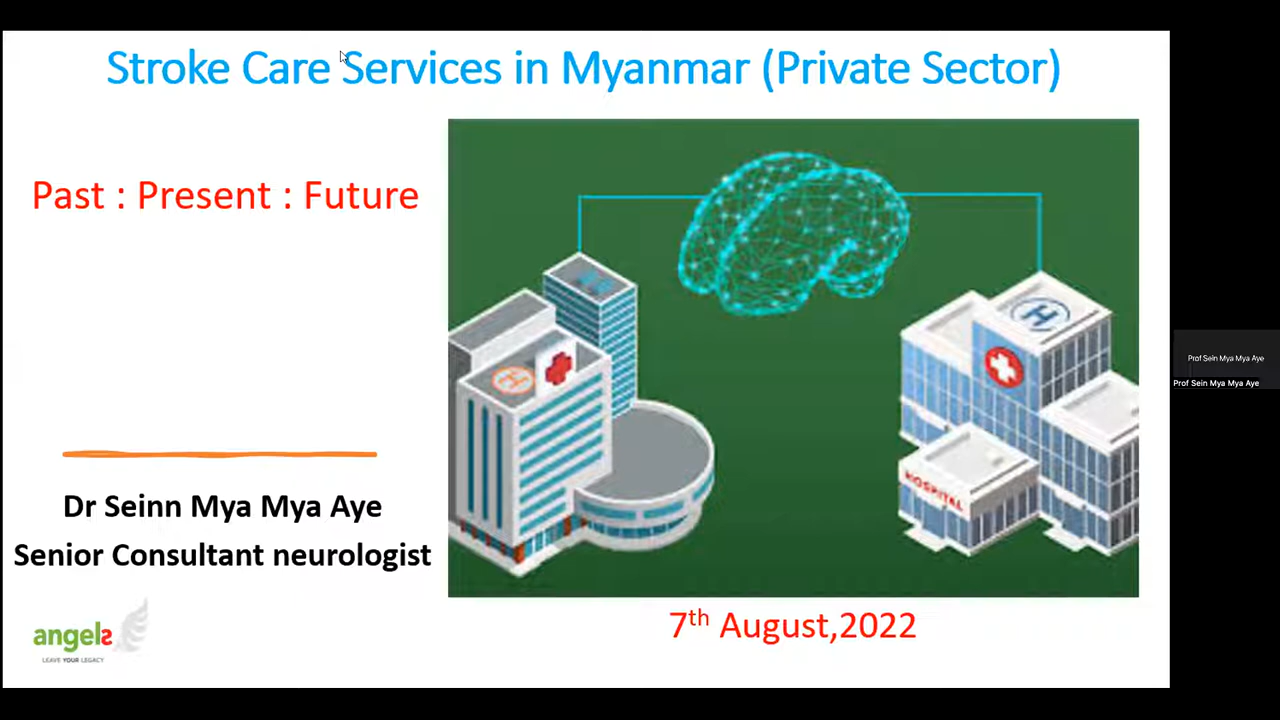 Stroke Care Services in Myanmar (Private Sector)
Past : Present : Future
H
H
HOSPITAL
Dr Seinn Mya Mya Aye
Senior Consultant neurologist
angels
LEAVE YOUR LEGACY
7th August,2022
Prof Sein Mya Mya Aye
Prof Sein Mya Mya Aye